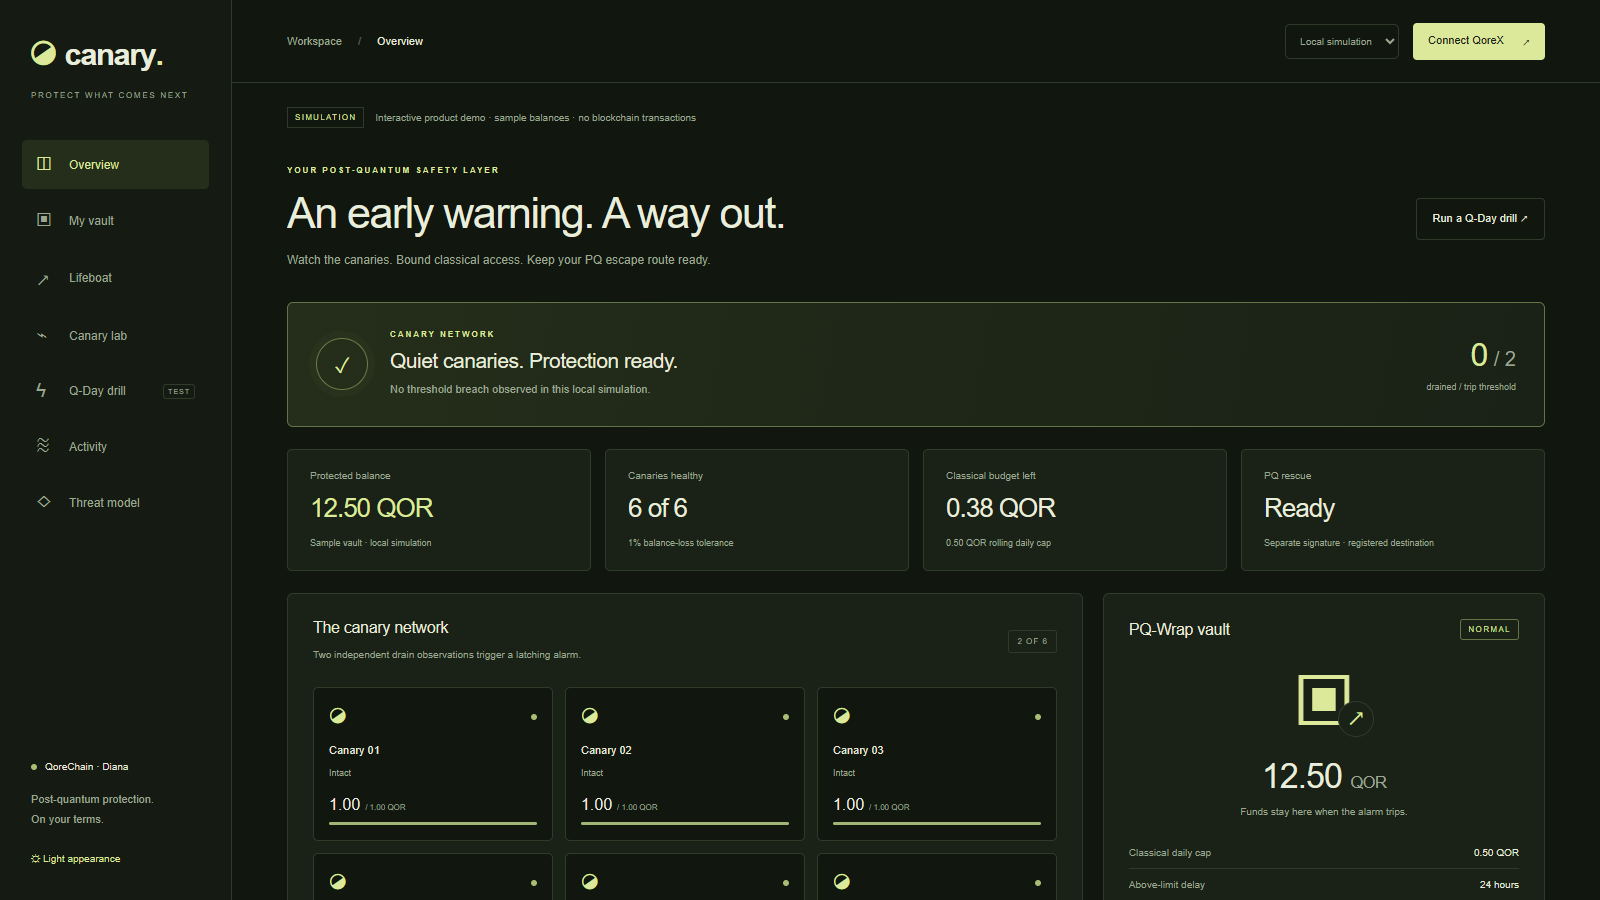 canary.
PROTECT WHAT COMES NEXT
Overview
My vault
Lifeboat
Canary lab
Q-Day drill TEST
Activity
Threat model
QoreChain · Diana
Post-quantum protection.
On your terms.
Light appearance
Workspace / Overview
Local simulation
Connect QoreX ↗
SIMULATION Interactive product demo · sample balances · no blockchain transactions
YOUR POST-QUANTUM SAFETY LAYER
An early warning. A way out.
Run a Q-Day drill ↗
Watch the canaries. Bound classical access. Keep your PQ escape route ready.
CANARY NETWORK
Quiet canaries. Protection ready.
No threshold breach observed in this local simulation.
0 / 2
drained / trip threshold
Protected balance
12.50 QOR
Sample vault · local simulation
Canaries healthy
6 of 6
1% balance-loss tolerance
Classical budget left
0.38 QOR
0.50 QOR rolling daily cap
PQ rescue
Ready
Separate signature · registered destination
The canary network
Two independent drain observations trigger a latching alarm.
2 OF 6
Canary 01
Intact
1.00 / 1.00 QOR
Canary 02
Intact
1.00 / 1.00 QOR
Canary 03
Intact
1.00 / 1.00 QOR
PQ-Wrap vault
NORMAL
12.50 QOR
Funds stay here when the alarm trips.
Classical daily cap 0.50 QOR
Above-limit delay 24 hours